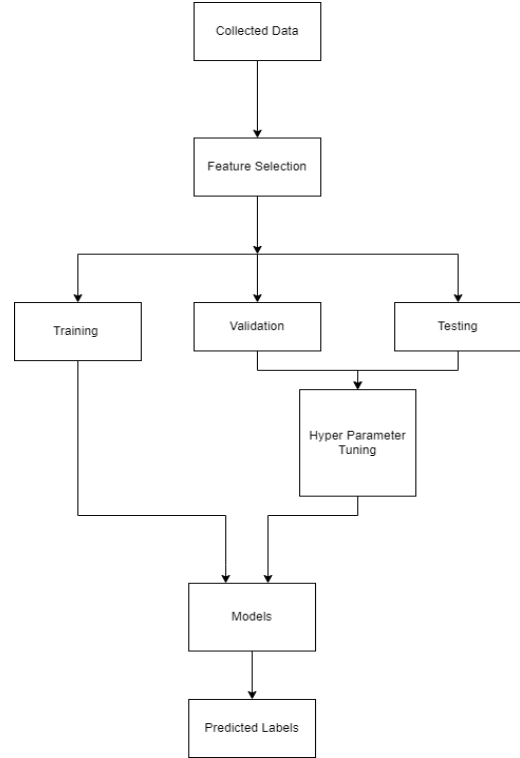 Collected Data
Feature Selection
Training
Validation
Testing
Hyper Parameter
Tuning
Models
Predicted Labels